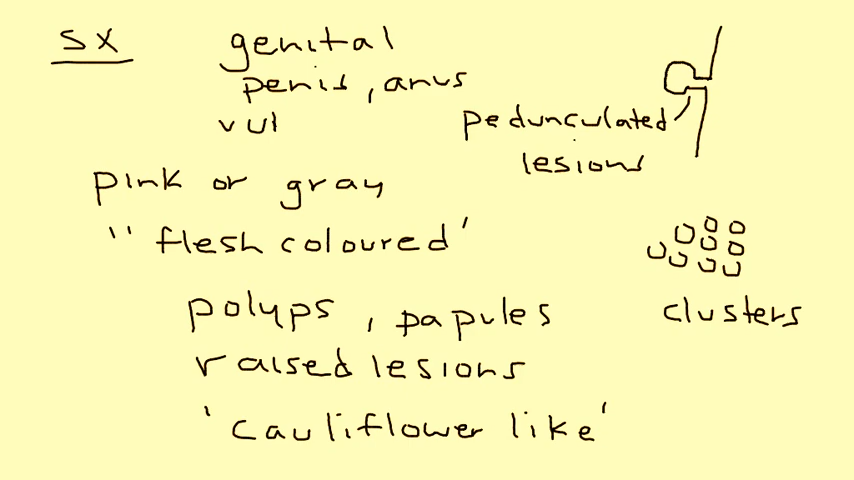 sx
genital
penis, anus
vul
pedunculated
lesions
pink or gray
" flesh coloured '
polyps, papules
raised lesions
clusters
' cauliflower like '